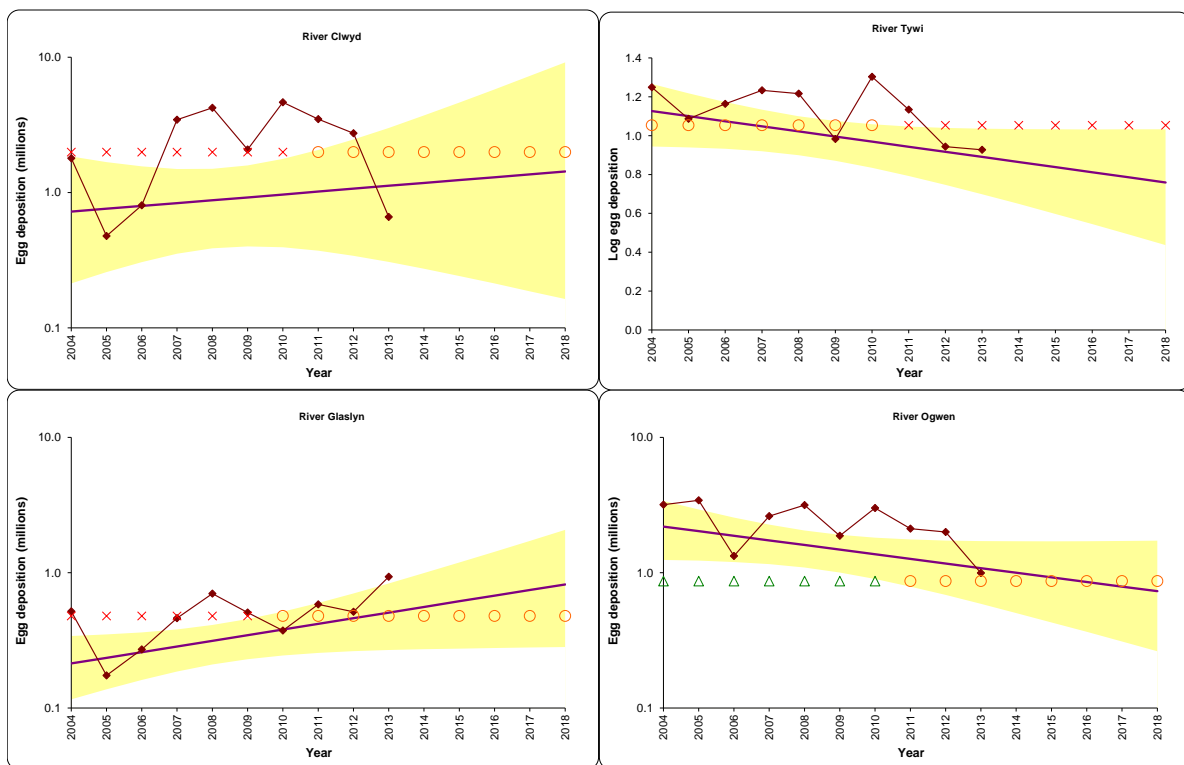 River Clwyd
Egg deposition (millions)
10.0
1.0
0.1
2004 2005 2006 2007 2008 2009 2010 2011 2012 2013 2014 2015 2016 2017 2018
Year
River Tywi
Log egg deposition
1.4
1.2
1.0
0.8
0.6
0.4
0.2
0.0
2004 2005 2006 2007 2008 2009 2010 2011 2012 2013 2014 2015 2016 2017 2018
Year
River Glaslyn
Egg deposition (millions)
10.0
1.0
0.1
2004 2005 2006 2007 2008 2009 2010 2011 2012 2013 2014 2015 2016 2017 2018
Year
River Ogwen
Egg deposition (millions)
10.0
1.0
0.1
2004 2005 2006 2007 2008 2009 2010 2011 2012 2013 2014 2015 2016 2017 2018
Year